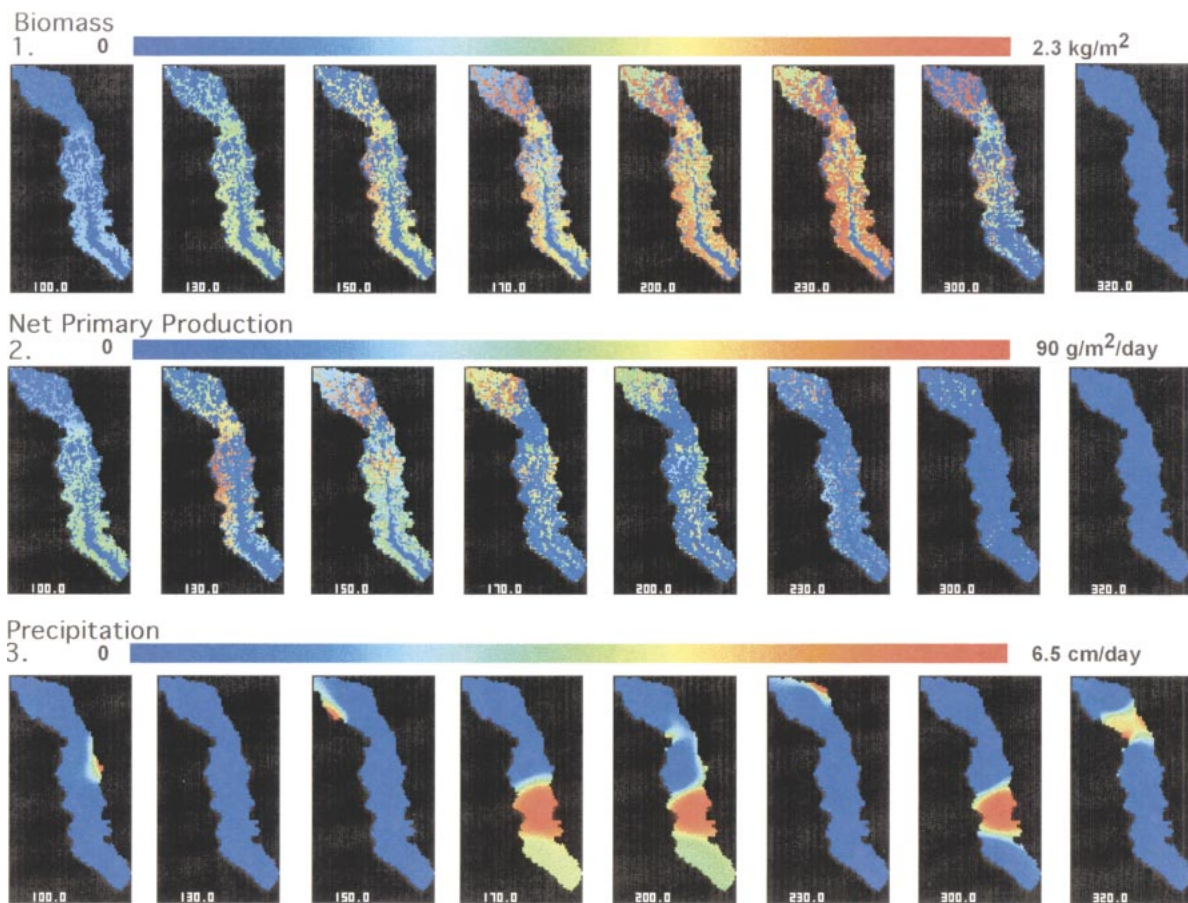 Biomass
1. 0 2.3 kg/m²
100.0 130.0 150.0 170.0 200.0 230.0 300.0 320.0
Net Primary Production
2. 0 90 g/m²/day
100.0 130.0 150.0 170.0 200.0 230.0 300.0 320.0
Precipitation
3. 0 6.5 cm/day
100.0 130.0 150.0 170.0 200.0 230.0 300.0 320.0